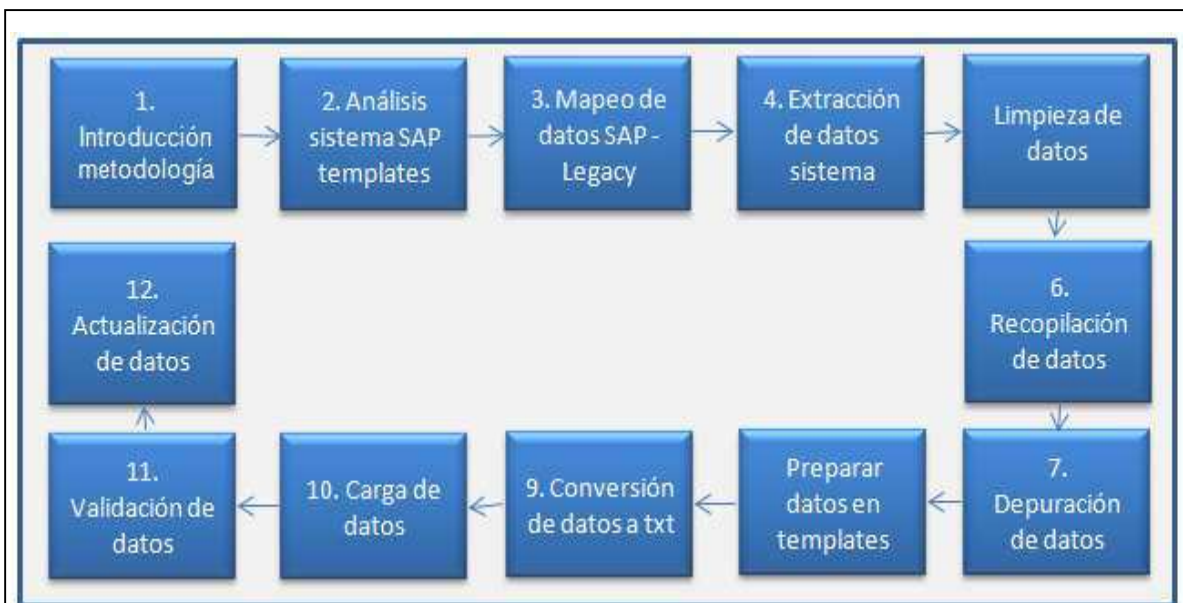 1.
Introducción
metodología
2. Análisis
sistema SAP
templates
3. Mapeo de
datos SAP -
Legacy
4. Extracción
de datos
sistema
Limpieza de
datos
6.
Recopilación
de datos
7.
Depuración
de datos
Preparar
datos en
templates
9. Conversión
de datos a txt
10. Carga de
datos
11.
Validación de
datos
12.
Actualización
de datos